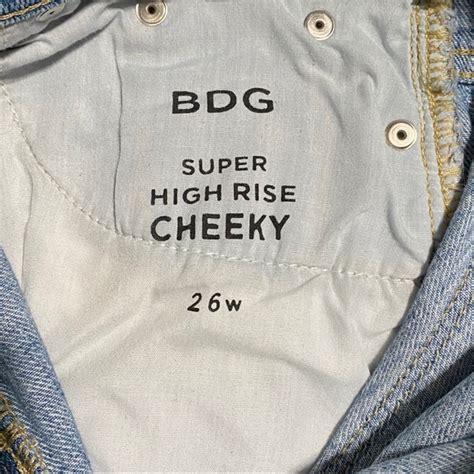 BDG
SUPER
HIGH RISE
CHEEKY
26w